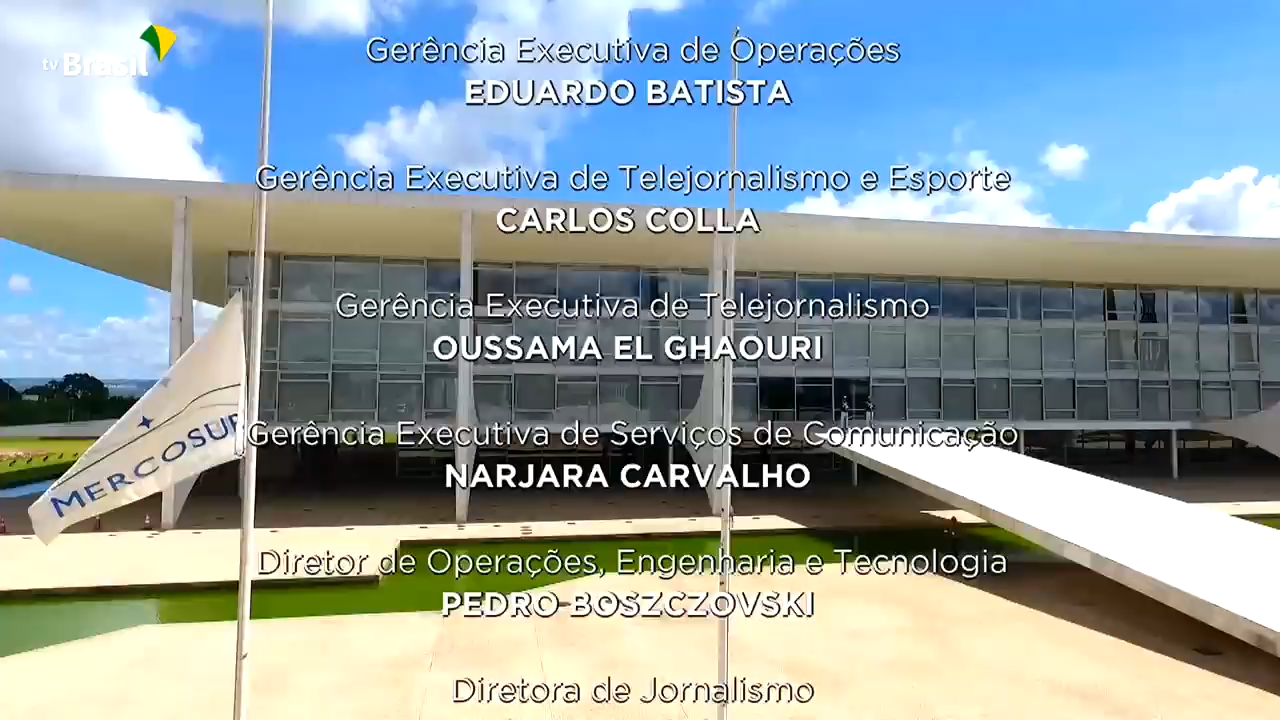 tv Brasil
Gerência Executiva de Operações
EDUARDO BATISTA
Gerência Executiva de Telejornalismo e Esporte
CARLOS COLLA
Gerência Executiva de Telejornalismo
OUSSAMA EL GHAOURI
MERCOSUR
Gerência Executiva de Serviços de Comunicação
NARJARA CARVALHO
Diretor de Operações, Engenharia e Tecnologia
PEDRO BOSZCZOVSKI
Diretora de Jornalismo